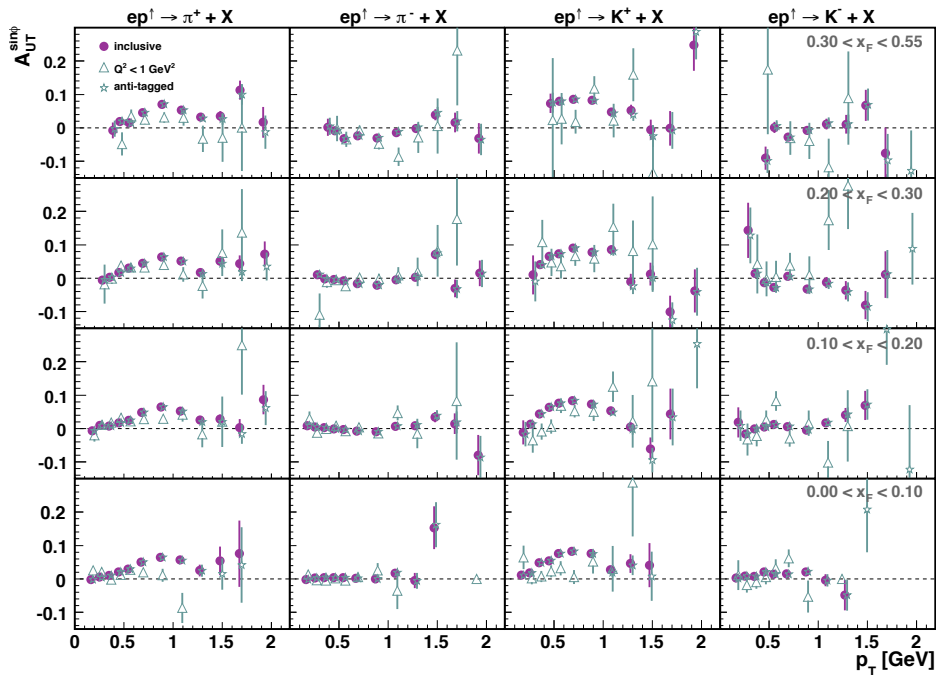 ep↑ → π+ + X ep↑ → π- + X ep↑ → K+ + X ep↑ → K- + X
A_UT^sinϕ
inclusive
Q² < 1 GeV²
anti-tagged
0.30 < x_F < 0.55
0.2
0.1
0
-0.1
0.20 < x_F < 0.30
0.2
0.1
0
-0.1
0.10 < x_F < 0.20
0.2
0.1
0
-0.1
0.00 < x_F < 0.10
0.2
0.1
0
-0.1
0 0.5 1 1.5 2 0.5 1 1.5 2 0.5 1 1.5 2 0.5 1 1.5 2
p_T [GeV]